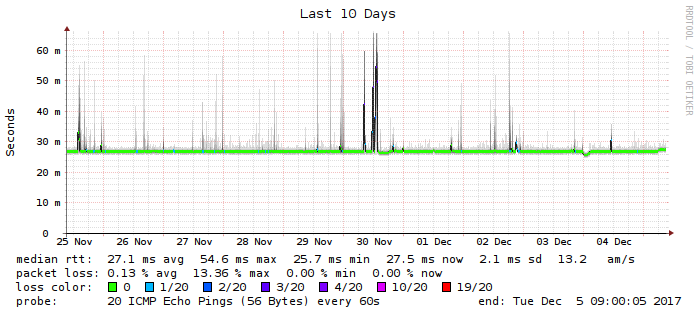 Last 10 Days
RRDTOOL / TOBI OETIKER
Seconds
60 m
50 m
40 m
30 m
20 m
10 m
0
25 Nov 26 Nov 27 Nov 28 Nov 29 Nov 30 Nov 01 Dec 02 Dec 03 Dec 04 Dec
median rtt: 27.1 ms avg 54.6 ms max 25.7 ms min 27.5 ms now 2.1 ms sd 13.2 am/s
packet loss: 0.13 % avg 13.36 % max 0.00 % min 0.00 % now
loss color: 0 1/20 2/20 3/20 4/20 10/20 19/20
probe: 20 ICMP Echo Pings (56 Bytes) every 60s end: Tue Dec 5 09:00:05 2017